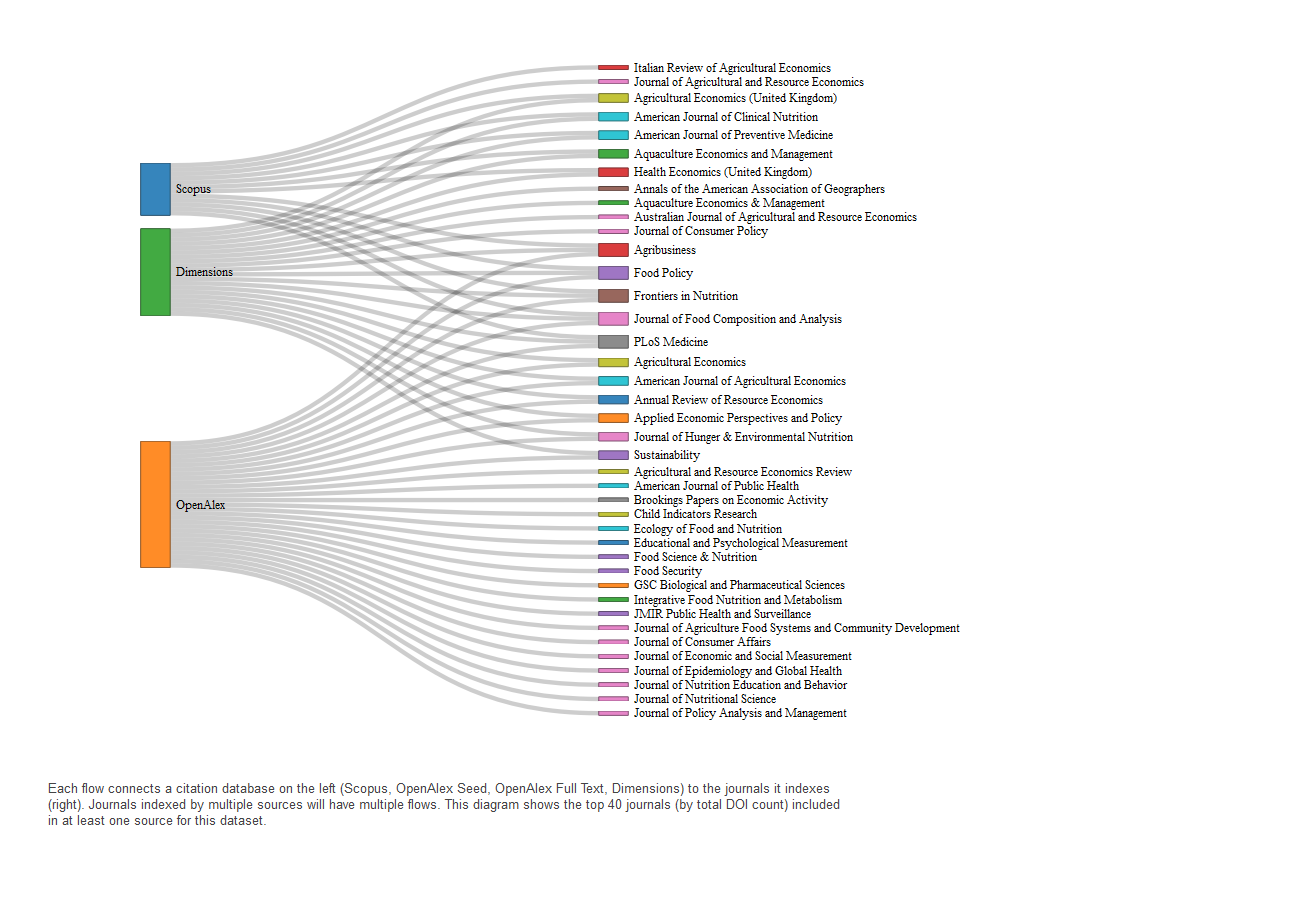 Scopus
Dimensions
OpenAlex
Italian Review of Agricultural Economics
Journal of Agricultural and Resource Economics
Agricultural Economics (United Kingdom)
American Journal of Clinical Nutrition
American Journal of Preventive Medicine
Aquaculture Economics and Management
Health Economics (United Kingdom)
Annals of the American Association of Geographers
Aquaculture Economics & Management
Australian Journal of Agricultural and Resource Economics
Journal of Consumer Policy
Agribusiness
Food Policy
Frontiers in Nutrition
Journal of Food Composition and Analysis
PLoS Medicine
Agricultural Economics
American Journal of Agricultural Economics
Annual Review of Resource Economics
Applied Economic Perspectives and Policy
Journal of Hunger & Environmental Nutrition
Sustainability
Agricultural and Resource Economics Review
American Journal of Public Health
Brookings Papers on Economic Activity
Child Indicators Research
Ecology of Food and Nutrition
Educational and Psychological Measurement
Food Science & Nutrition
Food Security
GSC Biological and Pharmaceutical Sciences
Integrative Food Nutrition and Metabolism
JMIR Public Health and Surveillance
Journal of Agriculture Food Systems and Community Development
Journal of Consumer Affairs
Journal of Economic and Social Measurement
Journal of Epidemiology and Global Health
Journal of Nutrition Education and Behavior
Journal of Nutritional Science
Journal of Policy Analysis and Management
Each flow connects a citation database on the left (Scopus, OpenAlex Seed, OpenAlex Full Text, Dimensions) to the journals it indexes
(right). Journals indexed by multiple sources will have multiple flows. This diagram shows the top 40 journals (by total DOI count) included
in at least one source for this dataset.